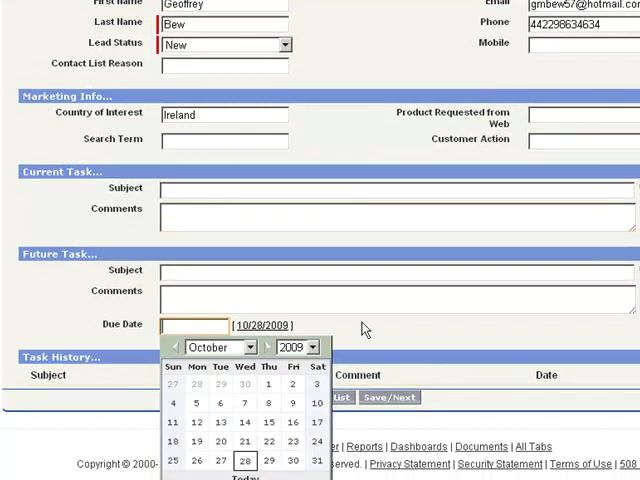 First Name Geoffrey Email gmbew57@hotmail.com
Last Name Bew Phone 442298634634
Lead Status New Mobile
Contact List Reason
Marketing Info...
Country of Interest Ireland Product Requested from Web
Search Term Customer Action
Current Task...
Subject
Comments
Future Task...
Subject
Comments
Due Date [ 10/28/2009 ]
October 2009
Sun Mon Tue Wed Thu Fri Sat
27 28 29 30 1 2 3
4 5 6 7 8 9 10
11 12 13 14 15 16 17
18 19 20 21 22 23 24
25 26 27 28 29 30 31
Today
Task History...
Subject Comment Date
List Save/Next
Reports | Dashboards | Documents | All Tabs
Copyright © 2000- served. | Privacy Statement | Security Statement | Terms of Use | 508